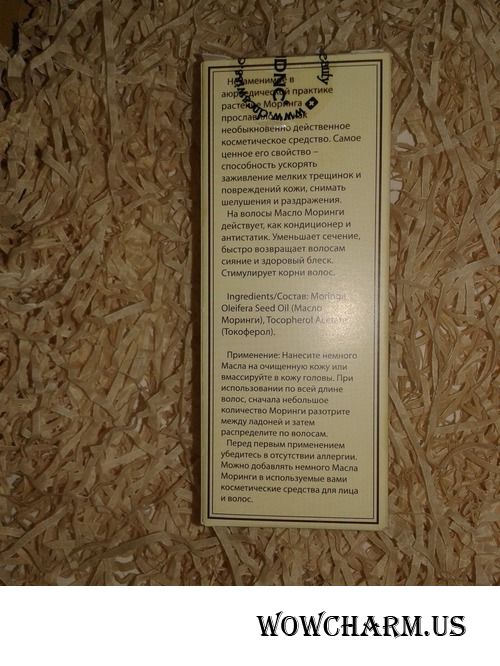 Незаменимое в
аюрведической практике
растение Моринга
необыкновенно действенное
косметическое средство. Самое
ценное его свойство –
способность ускорять
заживление мелких трещинок и
повреждений кожи, снимать
шелушения и раздражения.
На волосы Масло Моринги
действует, как кондиционер и
антистатик. Уменьшает сечение,
быстро возвращает волосам
сияние и здоровый блеск.
Стимулирует корни волос.
Ingredients/Состав: Moringa
Oleifera Seed Oil (Масло
Моринги), Tocopherol Acetate
(Токоферол).
Применение: Нанесите немного
Масла на очищенную кожу или
вмассируйте в кожу головы. При
использовании по всей длине
волос, сначала небольшое
количество Моринги разотрите
между ладоней и затем
распределите по волосам.
Перед первым применением
убедитесь в отсутствии аллергии.
Можно добавлять немного Масла
Моринги в используемые вами
косметические средства для лица
и волос.
DNC
WOWCHARM.US